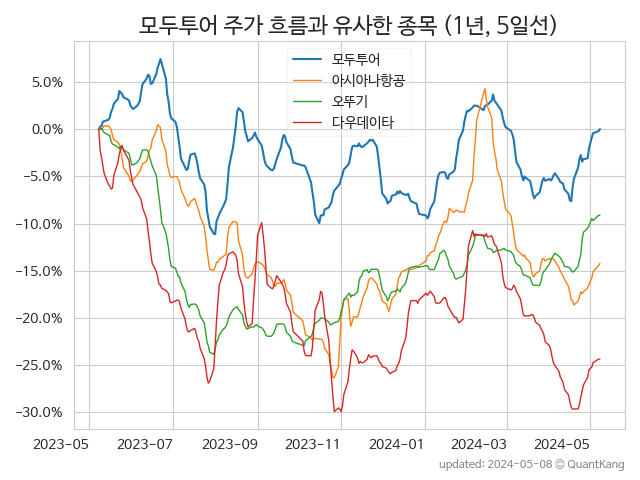 모두투어 주가 흐름과 유사한 종목 (1년, 5일선)
모두투어
아시아나항공
오뚜기
다우데이타
5.0%
0.0%
−5.0%
−10.0%
−15.0%
−20.0%
−25.0%
−30.0%
2023-05 2023-07 2023-09 2023-11 2024-01 2024-03 2024-05
updated: 2024-05-08 © QuantKang